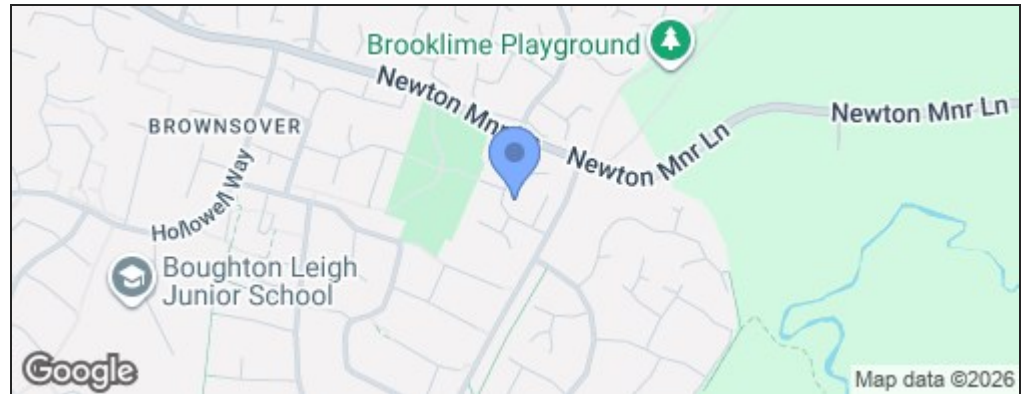 Brooklime Playground
Newton Mnr Ln
Newton Mnr Ln
Newton Mnr Ln
BROWNSOVER
Hollowell Way
Boughton Leigh
Junior School
Google
Map data ©2026